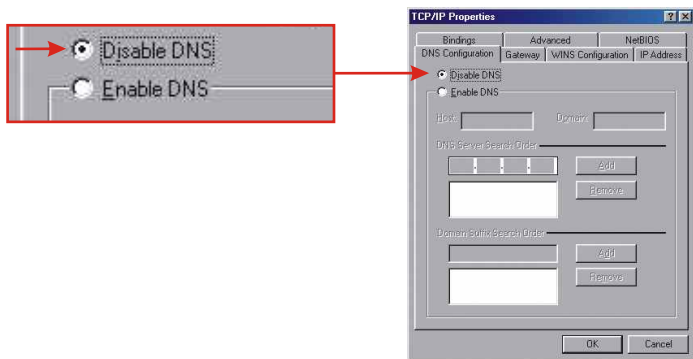 Disable DNS
Enable DNS
TCP/IP Properties
Bindings Advanced NetBIOS
DNS Configuration Gateway WINS Configuration IP Address
Disable DNS
Enable DNS
Host: Domain:
DNS Server Search Order
Add
Remove
Domain Suffix Search Order
Add
Remove
OK Cancel